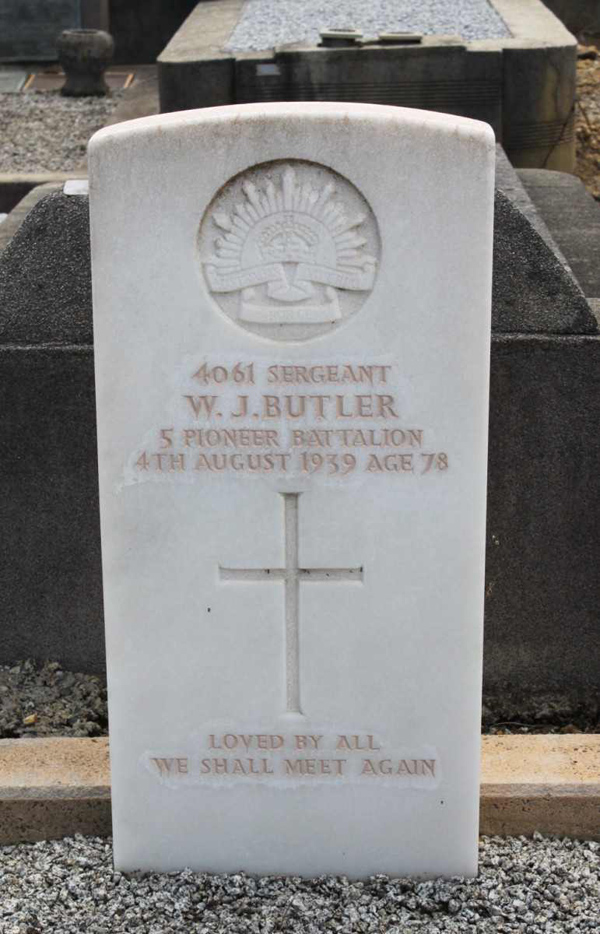 4061 SERGEANT
W. J. BUTLER
5 PIONEER BATTALION
4TH AUGUST 1939 AGE 78
LOVED BY ALL
WE SHALL MEET AGAIN